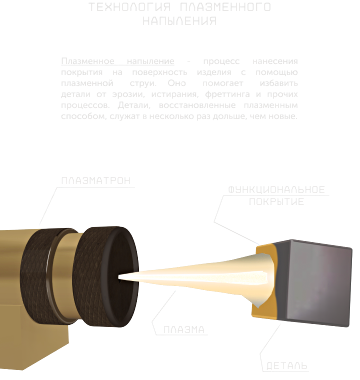 ТЕХНОЛОГИЯ ПЛАЗМЕННОГО
НАПЫЛЕНИЯ
Плазменное напыление - процесс нанесения
покрытия на поверхность изделия с помощью
плазменной струи. Оно помогает избавить
детали от эрозии, истирания, фреттинга и прочих
процессов. Детали, восстановленные плазменным
способом, служат в несколько раз дольше, чем новые.
ПЛАЗМАТРОН
ФУНКЦИОНАЛЬНОЕ
ПОКРЫТИЕ
ПЛАЗМА
ДЕТАЛЬ